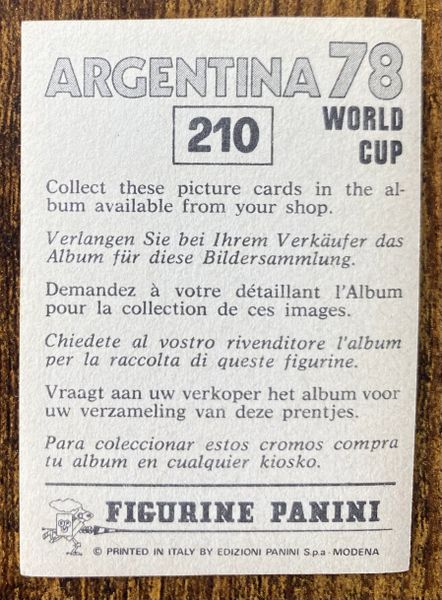 ARGENTINA 78
210
WORLD
CUP
Collect these picture cards in the al-
bum available from your shop.
Verlangen Sie bei Ihrem Verkäufer das
Album für diese Bildersammlung.
Demandez à votre détaillant l'Album
pour la collection de ces images.
Chiedete al vostro rivenditore l'album
per la raccolta di queste figurine.
Vraagt aan uw verkoper het album voor
uw verzameling van deze prentjes.
Para coleccionar estos cromos compra
tu album en cualquier kiosko.
FIGURINE PANINI
© PRINTED IN ITALY BY EDIZIONI PANINI S.p.a - MODENA